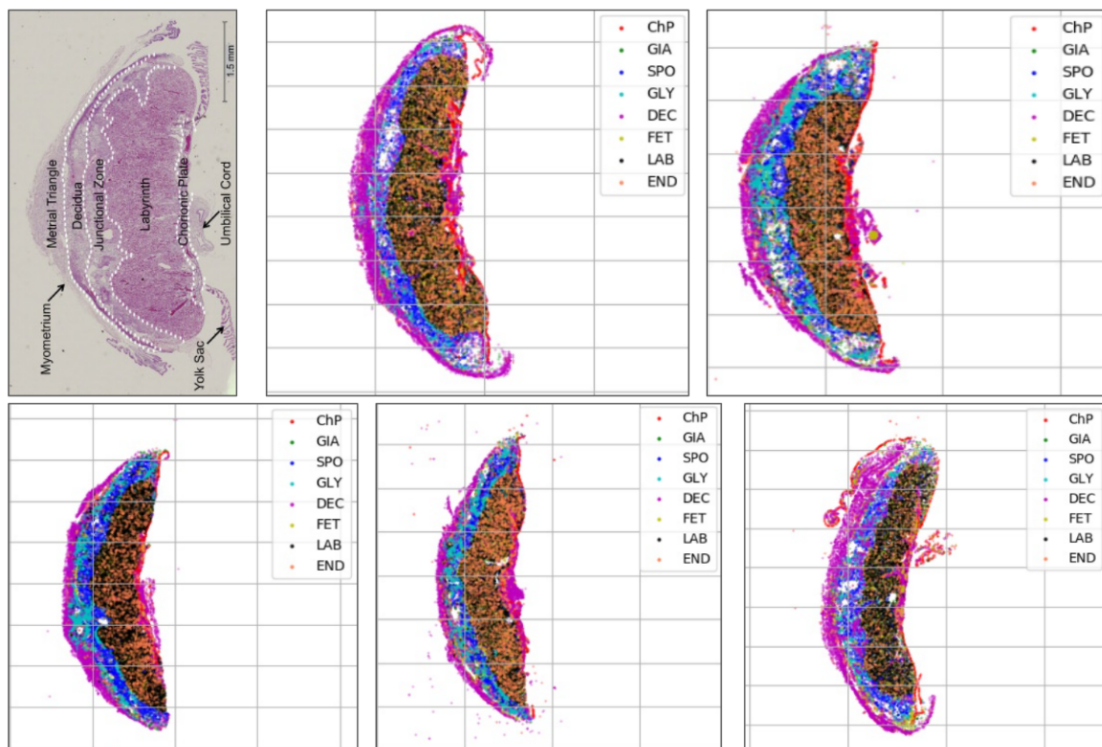 1.5 mm
Metrial Triangle
Decidua
Junctional Zone
Labyrinth
Chorionic Plate
Umbilical Cord
Myometrium
Yolk Sac
ChP
GIA
SPO
GLY
DEC
FET
LAB
END
ChP
GIA
SPO
GLY
DEC
FET
LAB
END
ChP
GIA
SPO
GLY
DEC
FET
LAB
END
ChP
GIA
SPO
GLY
DEC
FET
LAB
END
ChP
GIA
SPO
GLY
DEC
FET
LAB
END